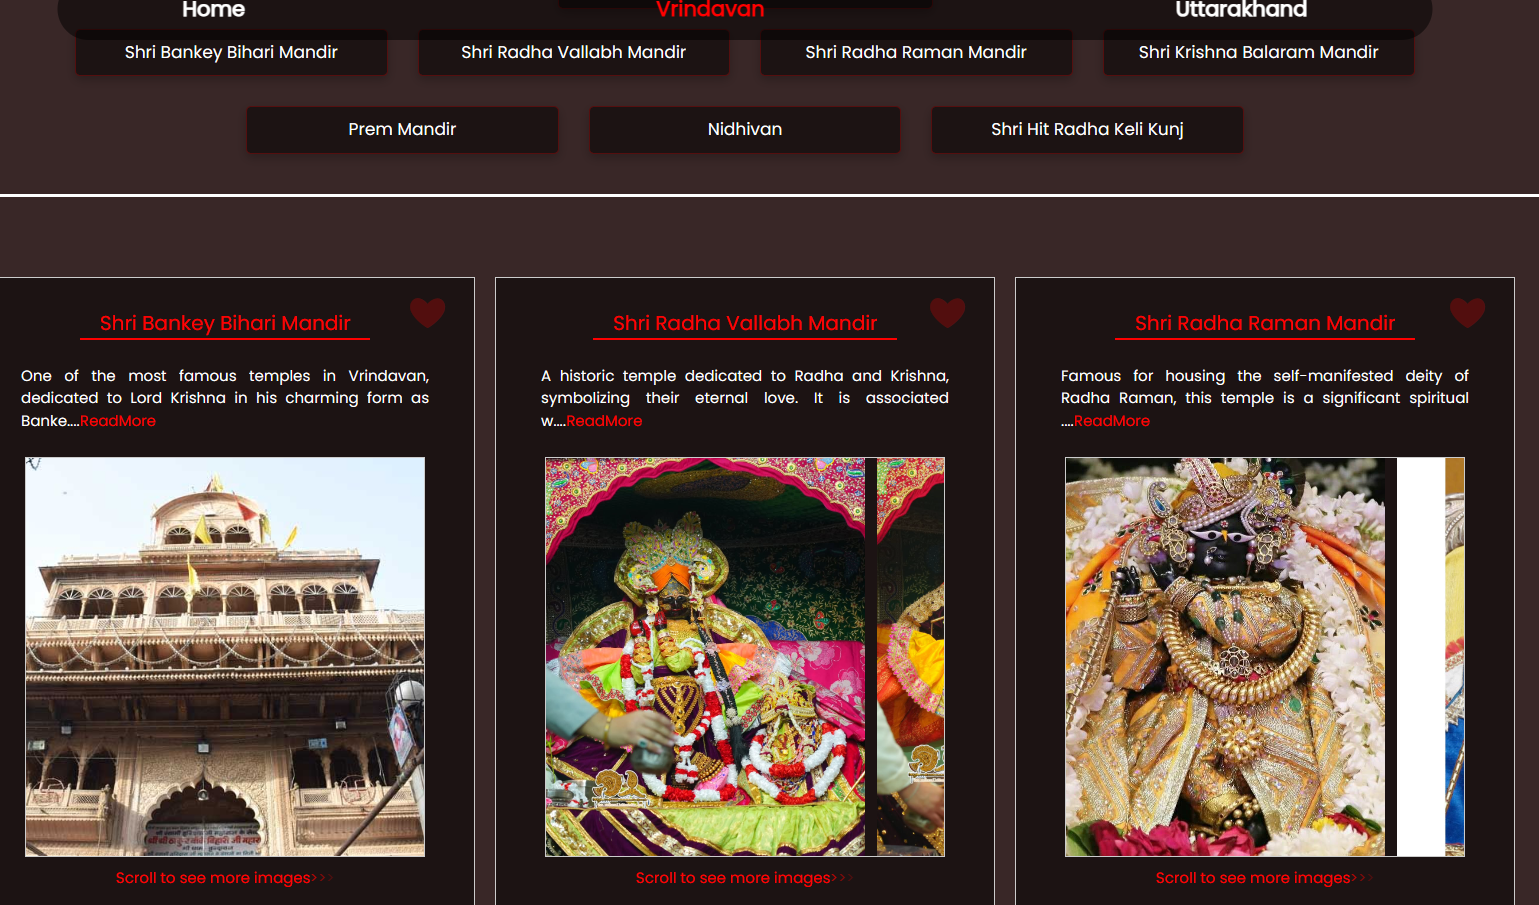 Home
Vrindavan
Uttarakhand
Shri Bankey Bihari Mandir
Shri Radha Vallabh Mandir
Shri Radha Raman Mandir
Shri Krishna Balaram Mandir
Prem Mandir
Nidhivan
Shri Hit Radha Keli Kunj
Shri Bankey Bihari Mandir
One of the most famous temples in Vrindavan,
dedicated to Lord Krishna in his charming form as
Banke....ReadMore
Scroll to see more images>>>
Shri Radha Vallabh Mandir
A historic temple dedicated to Radha and Krishna,
symbolizing their eternal love. It is associated
w....ReadMore
Scroll to see more images>>>
Shri Radha Raman Mandir
Famous for housing the self-manifested deity of
Radha Raman, this temple is a significant spiritual
....ReadMore
Scroll to see more images>>>